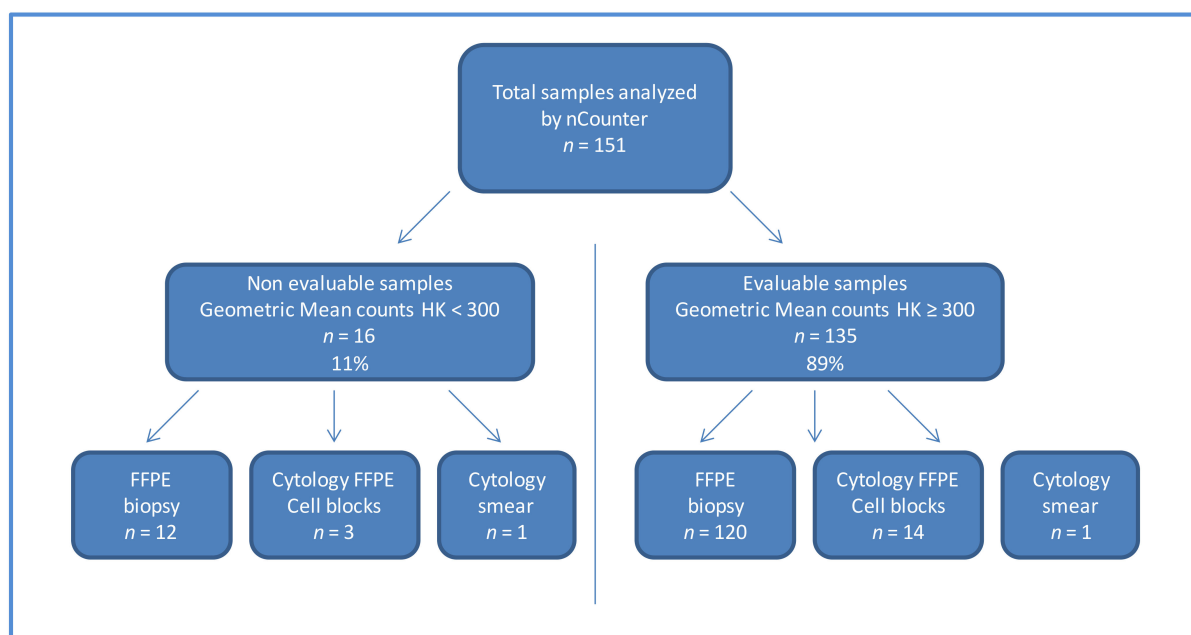 Total samples analyzed
by nCounter
n = 151
Non evaluable samples
Geometric Mean counts HK < 300
n = 16
11%
Evaluable samples
Geometric Mean counts HK ≥ 300
n = 135
89%
FFPE
biopsy
n = 12
Cytology FFPE
Cell blocks
n = 3
Cytology
smear
n = 1
FFPE
biopsy
n = 120
Cytology FFPE
Cell blocks
n = 14
Cytology
smear
n = 1